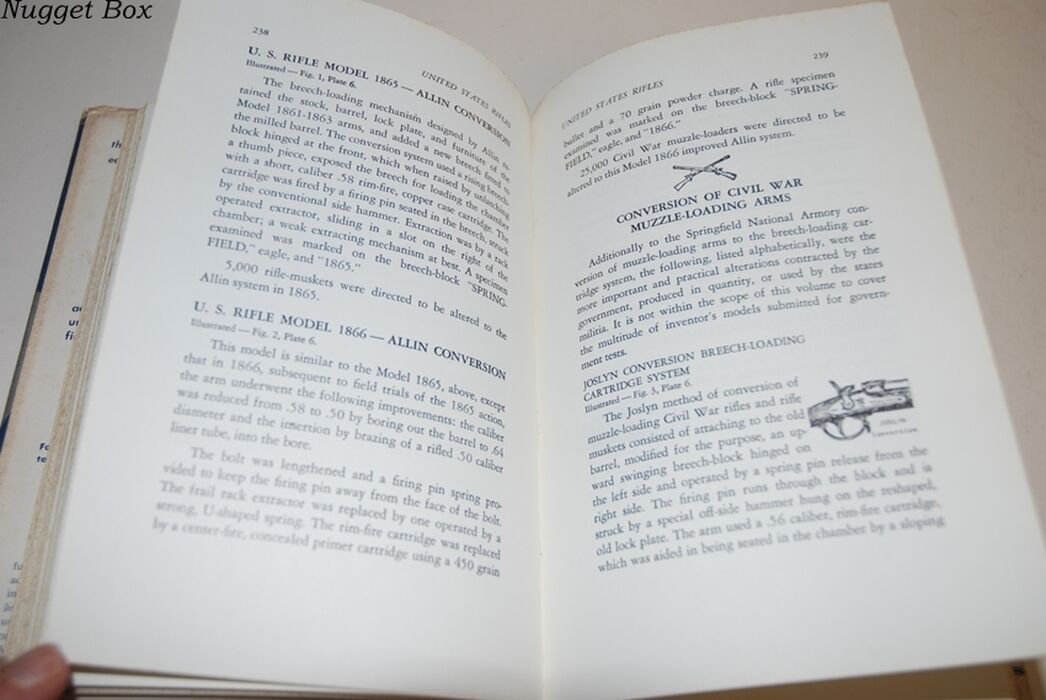 Nugget Box
238
UNITED STATES RIFLES
U. S. RIFLE MODEL 1865 — ALLIN CONVERSION
Illustrated — Fig. 1, Plate 6.
The breech-loading mechanism designed by Allin re-
tained the stock, barrel, lock plate, and furniture of the
Model 1861-1863 arms, and added a new breech fitted to
the milled barrel. The conversion system used a rising breech-
block hinged at the front, which when raised by unlatching
a thumb piece, exposed the breech for loading the chamber
with a short, caliber .58 rim-fire, copper case cartridge. The
cartridge was fired by a firing pin seated in the breech, struck
by the conventional side hammer. Extraction was by a rack
operated extractor, sliding in a slot on the right of the
chamber; a weak extracting mechanism at best. A specimen
examined was marked on the breech-block "SPRING-
FIELD," eagle, and "1865."
5,000 rifle-muskets were directed to be altered to the
Allin system in 1865.
U. S. RIFLE MODEL 1866 — ALLIN CONVERSION
Illustrated — Fig. 2, Plate 6.
This model is similar to the Model 1865, above, except
that in 1866, subsequent to field trials of the 1865 action,
the arm underwent the following improvements: the caliber
was reduced from .58 to .50 by boring out the barrel to .64
diameter and the insertion by brazing of a rifled .50 caliber
liner tube, into the bore.
The bolt was lengthened and a firing pin spring pro-
vided to keep the firing pin away from the face of the bolt.
The frail rack extractor was replaced by one operated by a
strong, U-shaped spring. The rim-fire cartridge was replaced
by a center-fire, concealed primer cartridge using a 450 grain
239
UNITED STATES RIFLES
bullet and a 70 grain powder charge. A rifle specimen
examined was marked on the breech-block "SPRING-
FIELD," eagle, and "1866."
25,000 Civil War muzzle-loaders were directed to be
altered to this Model 1866 improved Allin system.
CONVERSION OF CIVIL WAR
MUZZLE-LOADING ARMS
Additionally to the Springfield National Armory con-
version of muzzle-loading arms to the breech-loading car-
tridge system, the following, listed alphabetically, were the
more important and practical alterations contracted by the
government, produced in quantity, or used by the states
militia. It is not within the scope of this volume to cover
the multitude of inventor's models submitted for govern-
ment tests.
JOSLYN CONVERSION BREECH-LOADING
CARTRIDGE SYSTEM
Illustrated — Fig. 3, Plate 6.
The Joslyn method of conversion of
muzzle-loading Civil War rifles and rifle
muskets consisted of attaching to the old
barrel, modified for the purpose, an up-
ward swinging breech-block hinged on
the left side and operated by a spring pin release from the
right side. The firing pin runs through the block and is
struck by a special off-side hammer hung on the reshaped,
old lock plate. The arm used a .56 caliber, rim-fire cartridge,
which was aided in being seated in the chamber by a sloping
JOSLYN
CONVERSION